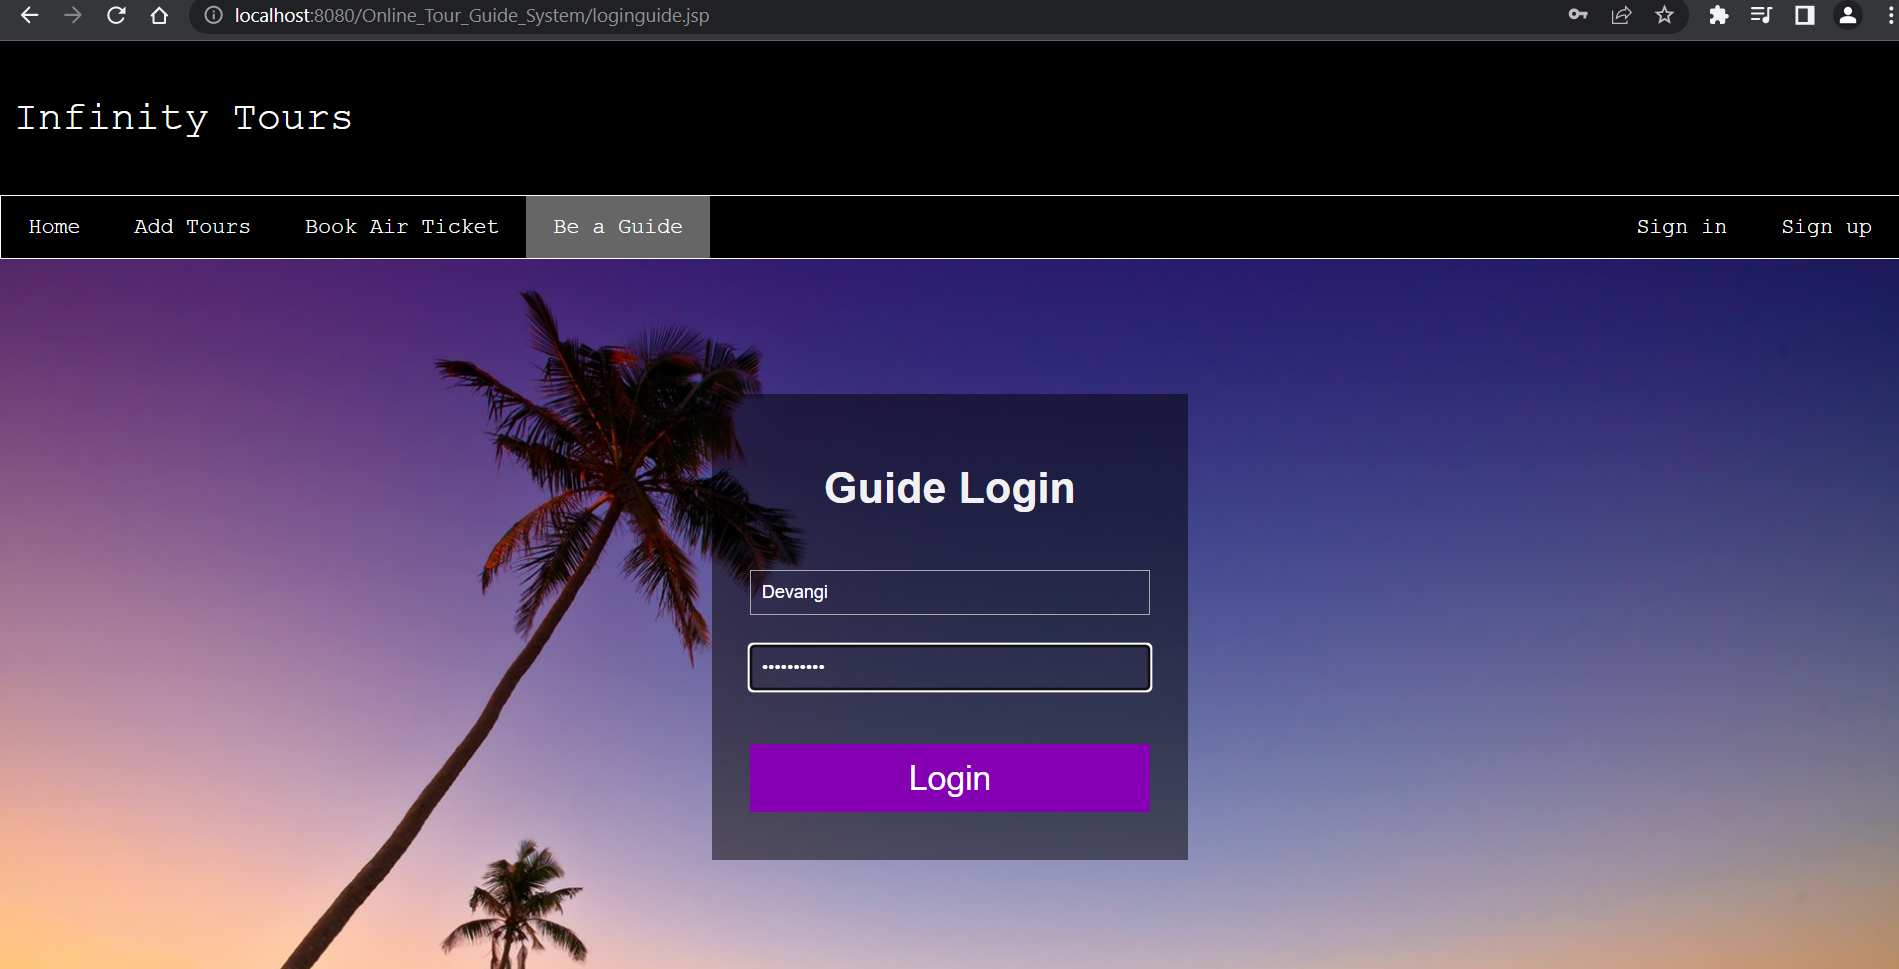 localhost:8080/Online_Tour_Guide_System/loginguide.jsp
Infinity Tours
Home Add Tours Book Air Ticket Be a Guide Sign in Sign up
Guide Login
Devangi
••••••••••
Login